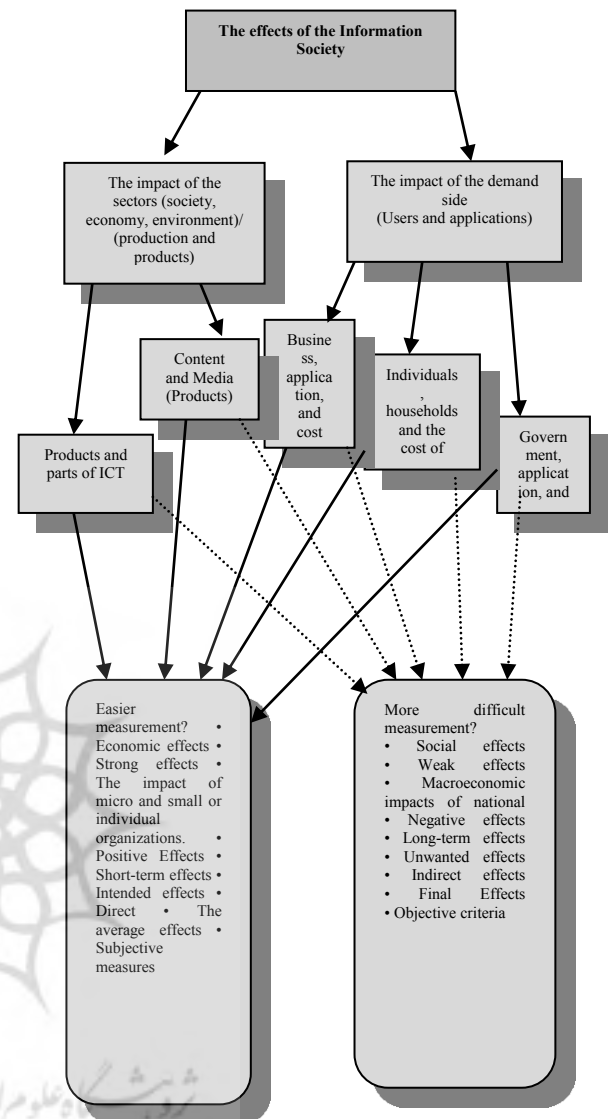 The effects of the Information
Society
The impact of the
sectors (society,
economy, environment)/
(production and
products)
The impact of the demand
side
(Users and applications)
Content
and Media
(Products)
Busine
ss,
applica
tion,
and
cost
Individuals
,
households
and the
cost of
Products and
parts of ICT
Govern
ment,
applicat
ion, and
Easier
measurement? •
Economic effects •
Strong effects •
The impact of
micro and small or
individual
organizations. •
Positive Effects •
Short-term effects •
Intended effects •
Direct • The
average effects •
Subjective
measures
More difficult
measurement?
• Social effects
• Weak effects
• Macroeconomic
impacts of national
• Negative effects
• Long-term effects
• Unwanted effects
• Indirect effects
• Final Effects
• Objective criteria